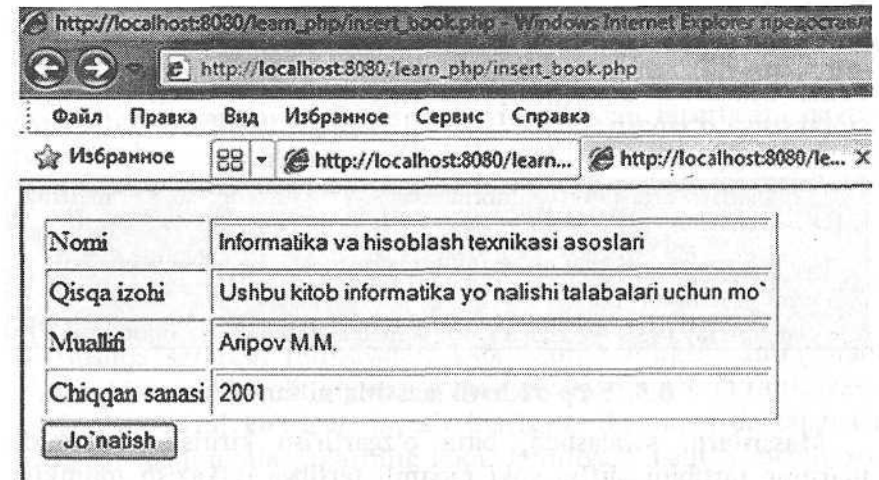 http://localhost:8080/learn_php/insert_book.php - Windows Internet Explorer предоставле
http://localhost:8080/learn_php/insert_book.php
Файл Правка Вид Избранное Сервис Справка
Избранное http://localhost:8080/learn... http://localhost:8080/le...
Nomi Informatika va hisoblash texnikasi asoslari
Qisqa izohi Ushbu kitob informatika yo`nalishi talabalari uchun mo`
Muallifi Aripov M.M.
Chiqqan sanasi 2001
Jo`natish